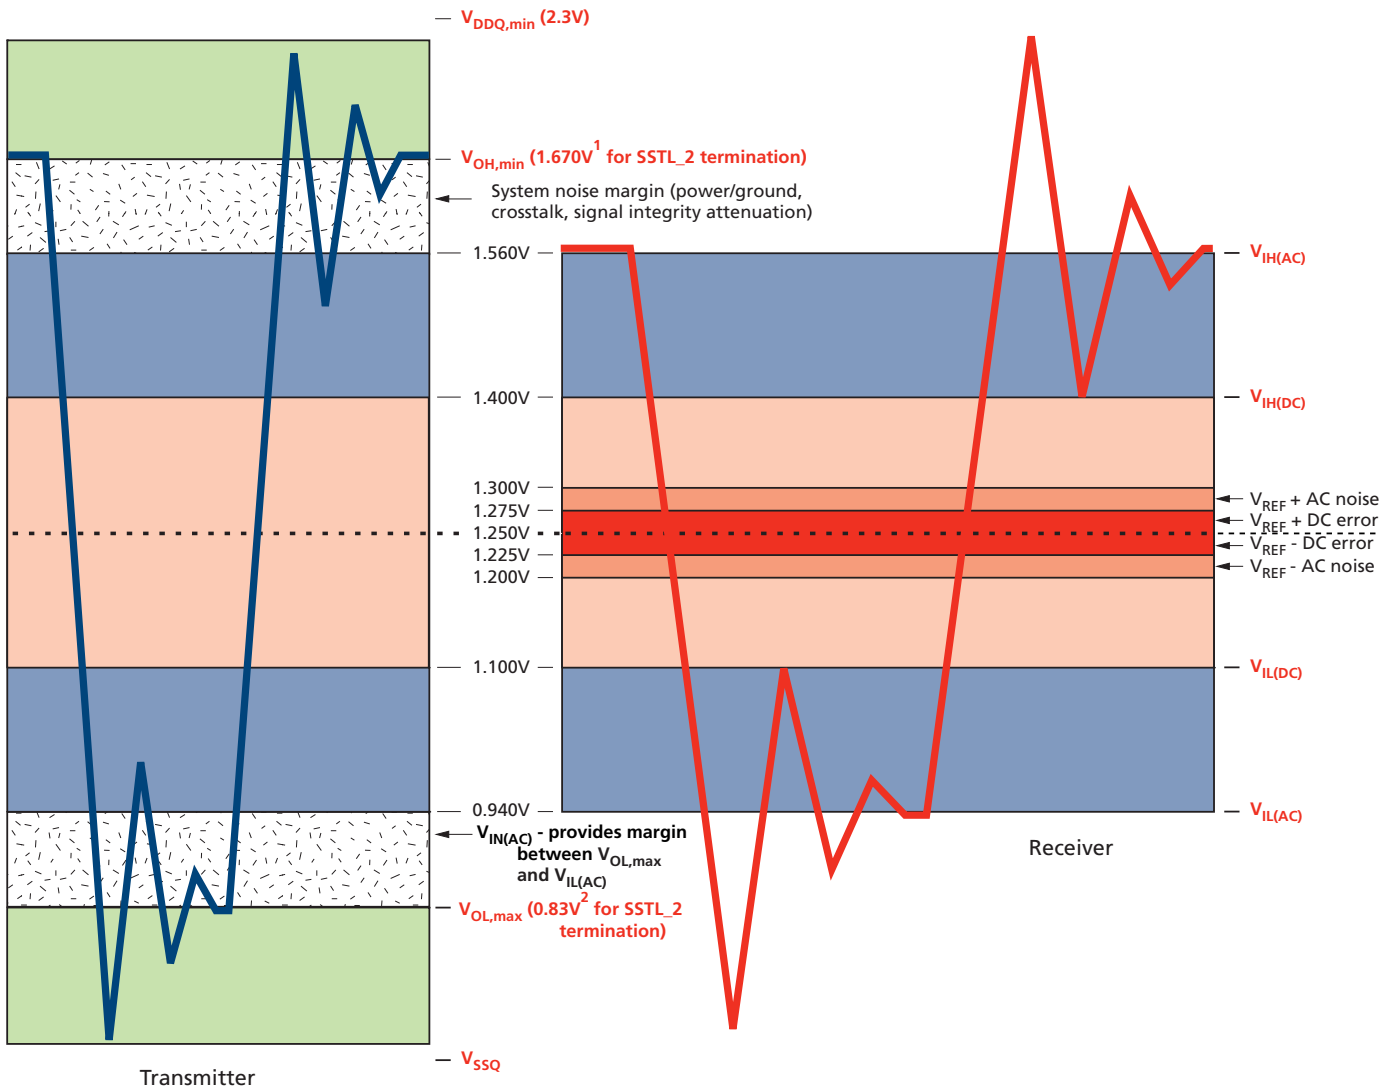 VDDQ,min (2.3V)
VOH,min (1.670V1 for SSTL_2 termination)
System noise margin (power/ground,
crosstalk, signal integrity attenuation)
1.560V
VIH(AC)
1.400V
VIH(DC)
1.300V
VREF + AC noise
1.275V
VREF + DC error
1.250V
VREF - DC error
1.225V
VREF - AC noise
1.200V
1.100V
VIL(DC)
0.940V
VIL(AC)
VIN(AC) - provides margin
between VOL,max
and VIL(AC)
Receiver
VOL,max (0.83V2 for SSTL_2
termination)
VSSQ
Transmitter